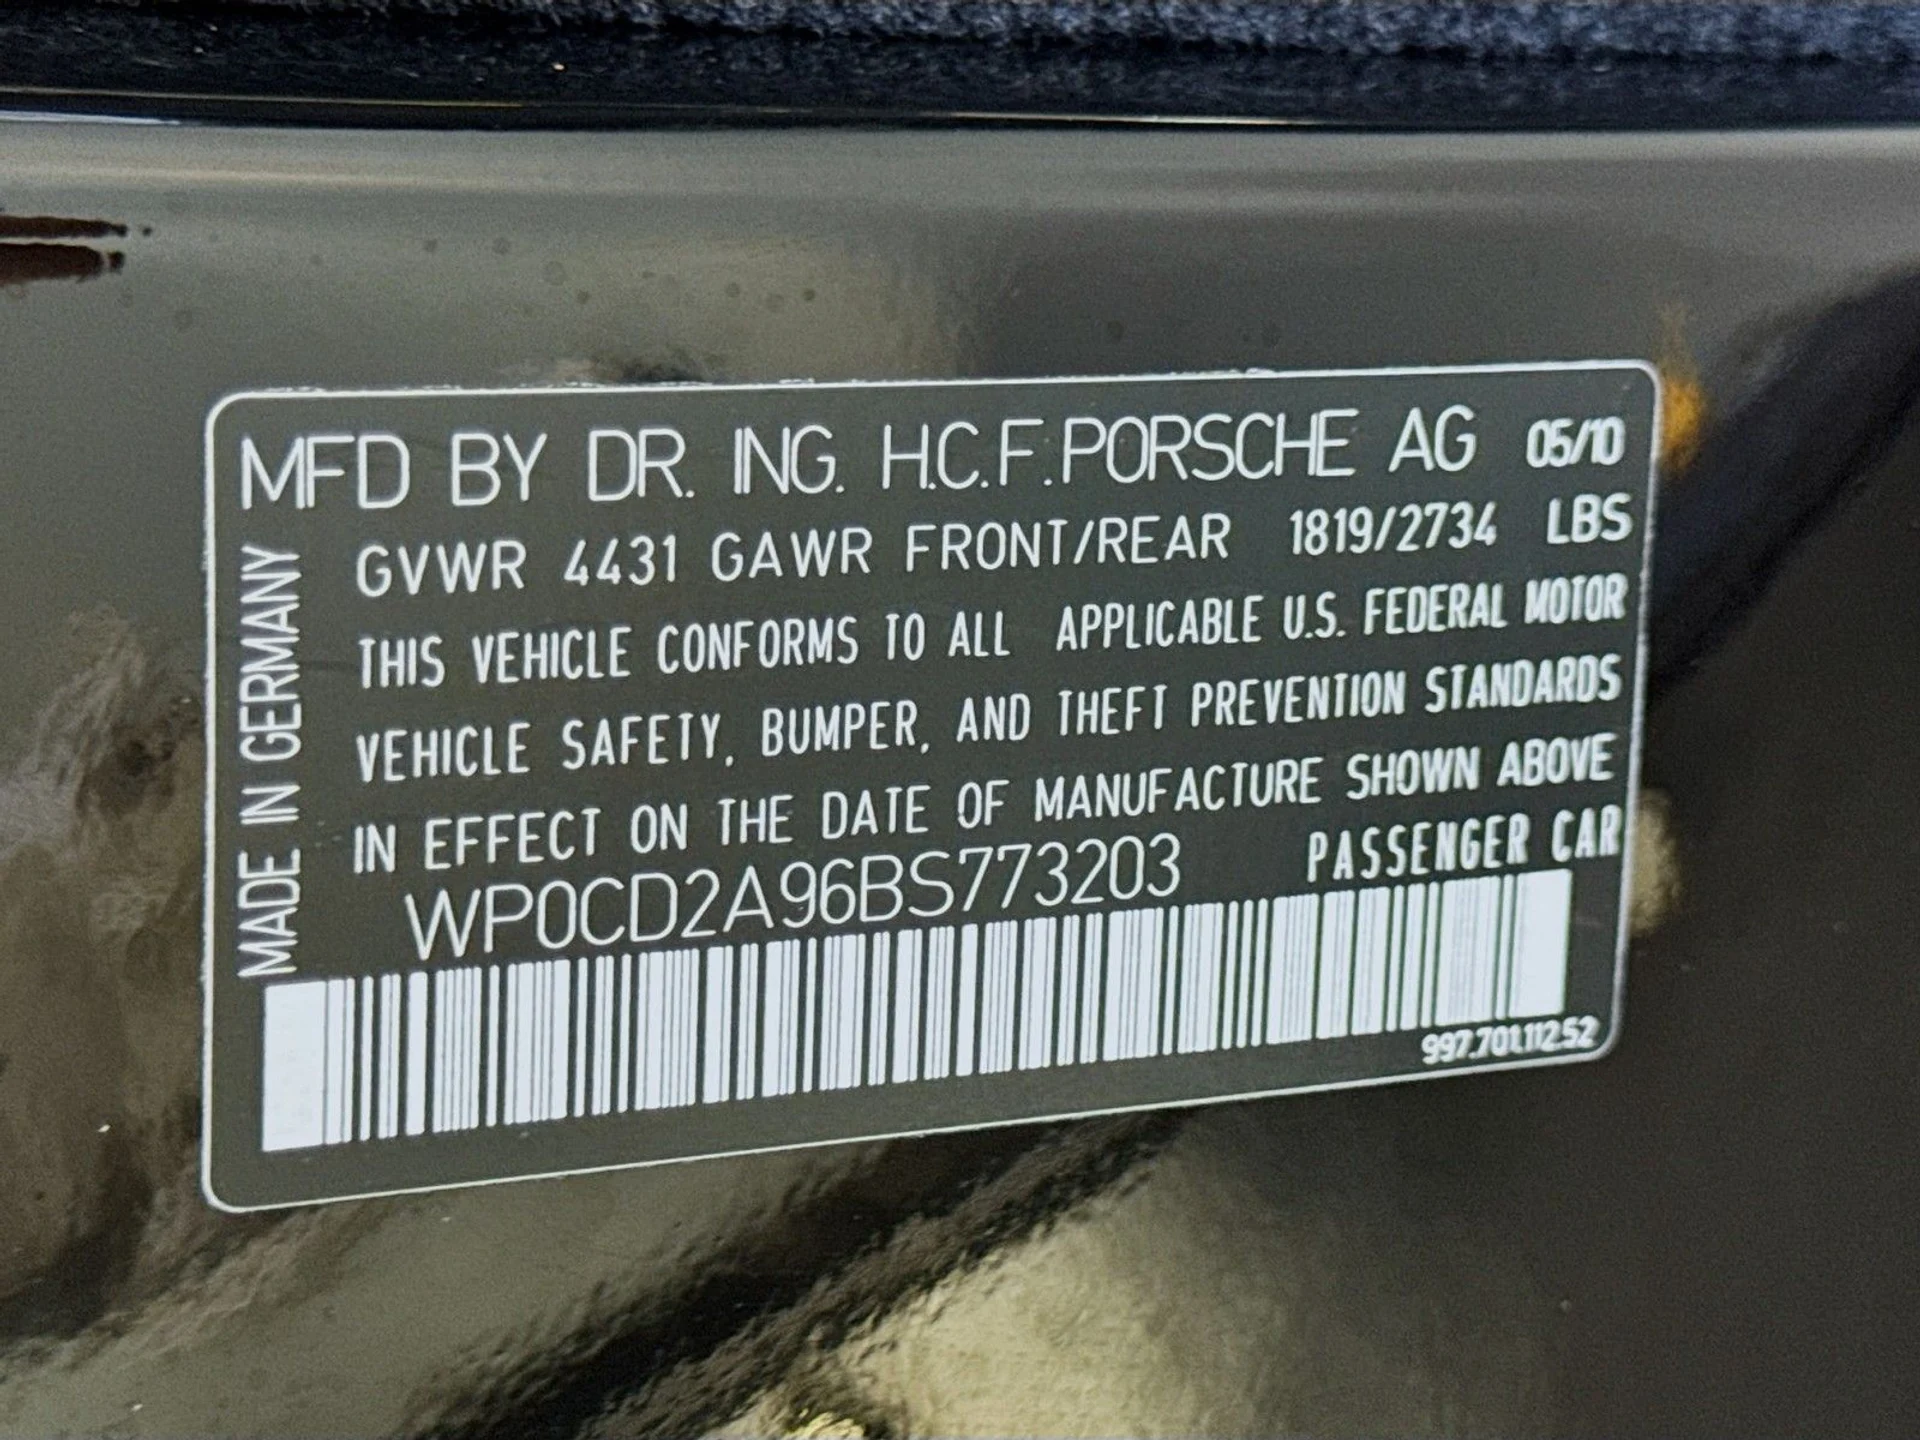 MFD BY DR. ING. H.C.F. PORSCHE AG 05/10
GVWR 4431 GAWR FRONT/REAR 1819/2734 LBS
THIS VEHICLE CONFORMS TO ALL APPLICABLE U.S. FEDERAL MOTOR
VEHICLE SAFETY, BUMPER, AND THEFT PREVENTION STANDARDS
IN EFFECT ON THE DATE OF MANUFACTURE SHOWN ABOVE
WP0CD2A96BS773203 PASSENGER CAR
997.701.112.52
MADE IN GERMANY